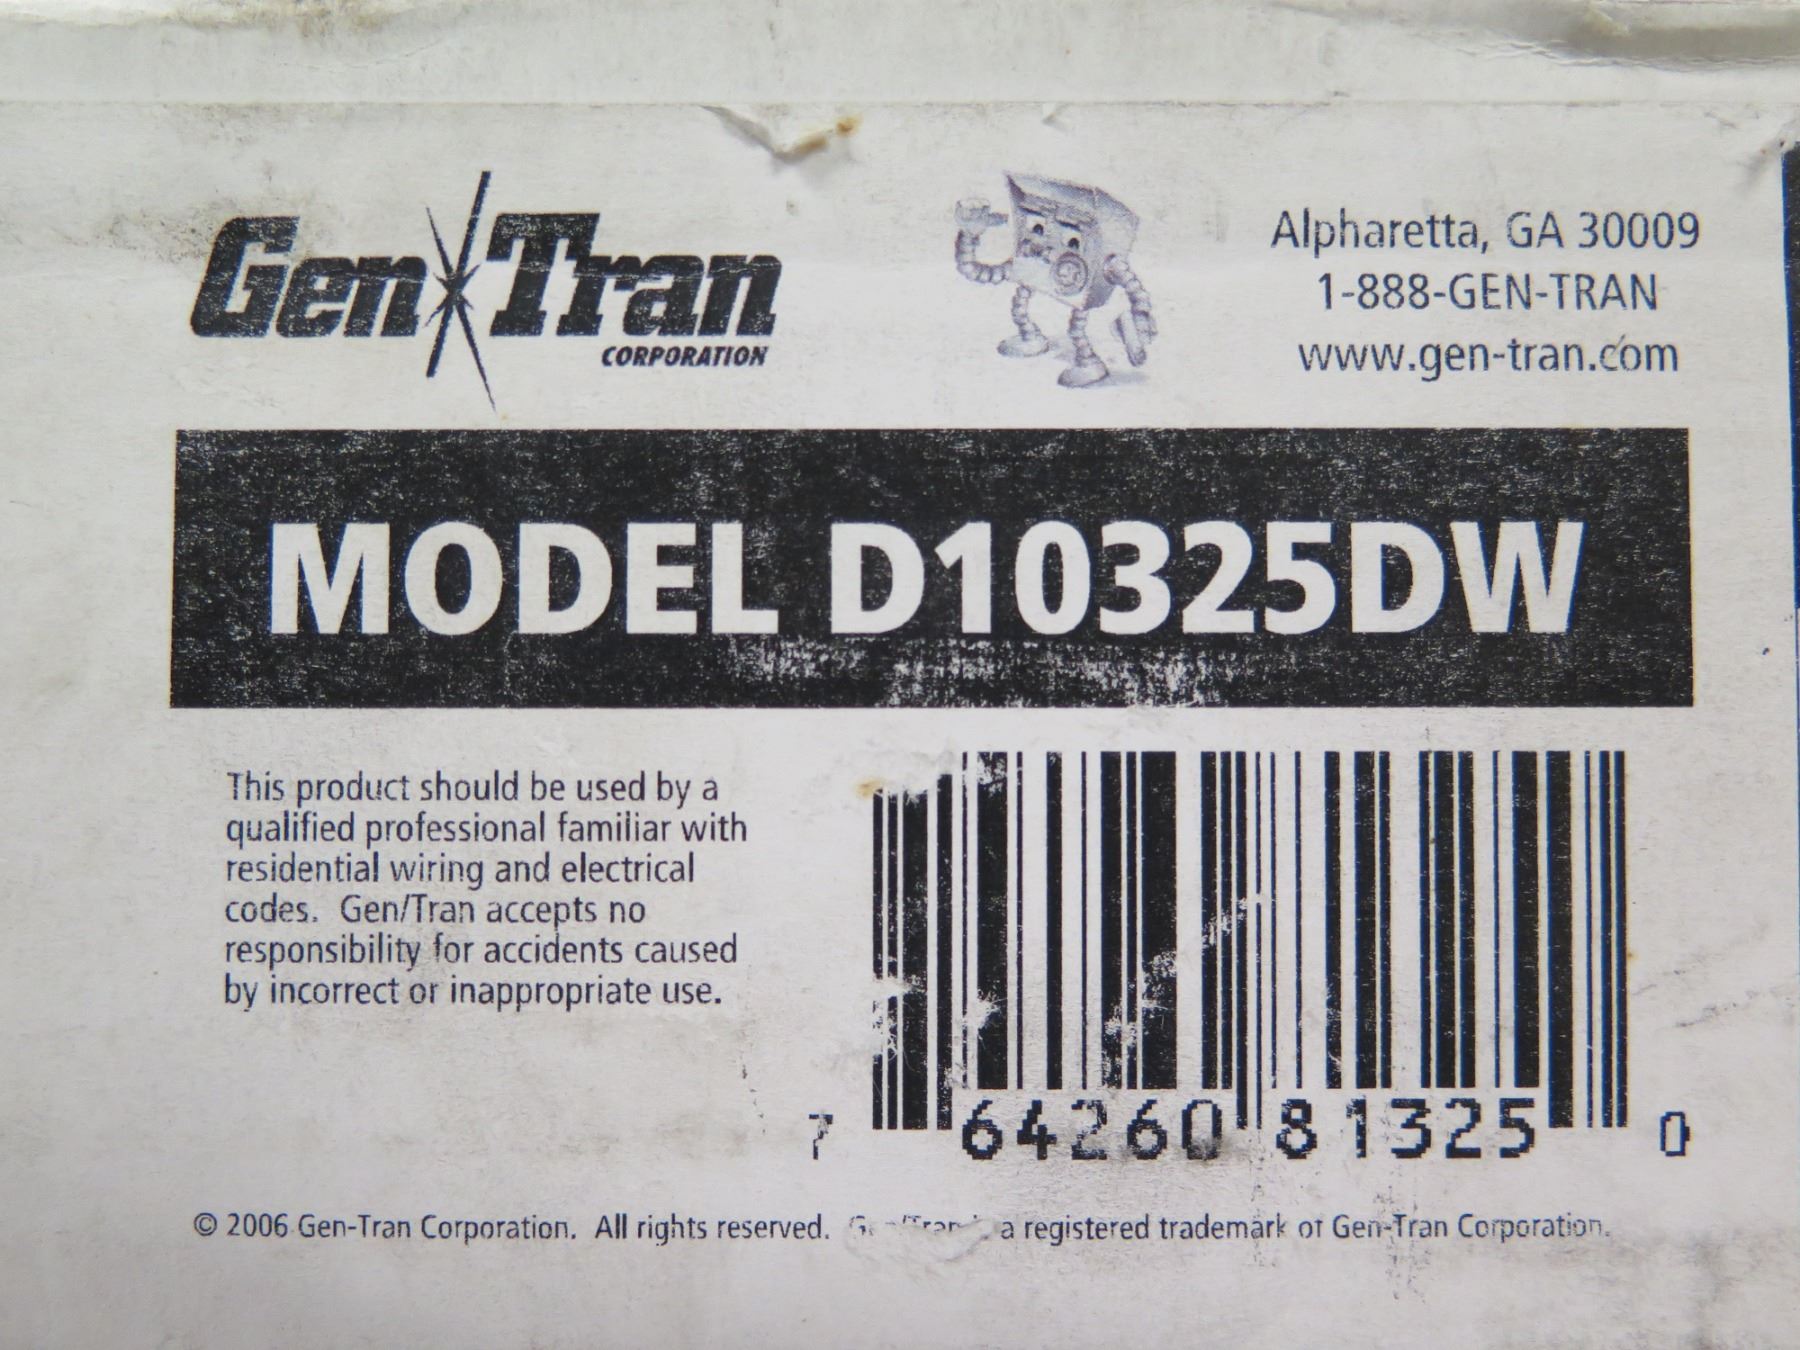 Gen Tran
CORPORATION
Alpharetta, GA 30009
1-888-GEN-TRAN
www.gen-tran.com
MODEL D10325DW
This product should be used by a
qualified professional familiar with
residential wiring and electrical
codes. Gen/Tran accepts no
responsibility for accidents caused
by incorrect or inappropriate use.
7 64260 81325 0
© 2006 Gen-Tran Corporation. All rights reserved. a registered trademark of Gen-Tran Corporation.